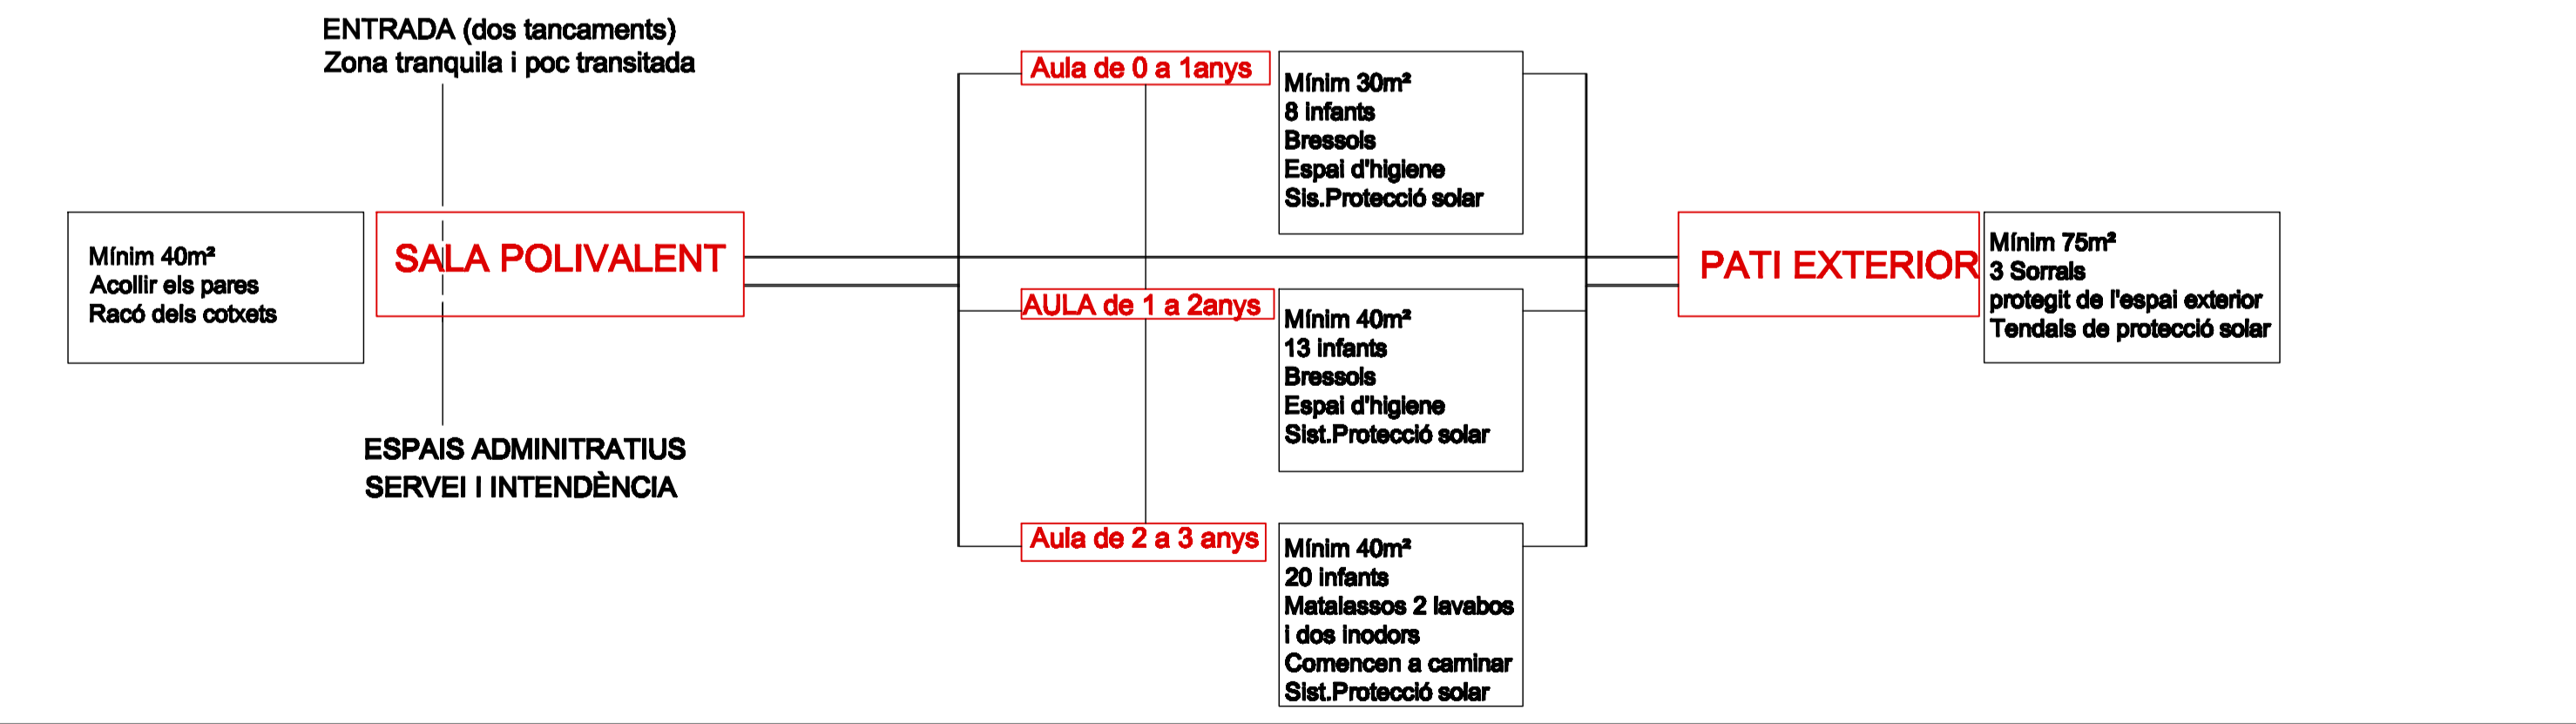 ENTRADA (dos tancaments)
Zona tranquila i poc transitada
Mínim 40m²
Acollir els pares
Racó dels cotxets
SALA POLIVALENT
ESPAIS ADMINITRATIUS
SERVEI I INTENDÈNCIA
Aula de 0 a 1anys
Mínim 30m²
8 infants
Bressols
Espai d'higiene
Sis.Protecció solar
AULA de 1 a 2anys
Mínim 40m²
13 infants
Bressols
Espai d'higiene
Sist.Protecció solar
Aula de 2 a 3 anys
Mínim 40m²
20 infants
Matalassos 2 lavabos
i dos inodors
Comencen a caminar
Sist.Protecció solar
PATI EXTERIOR
Mínim 75m²
3 Sorrals
protegit de l'espai exterior
Tendals de protecció solar